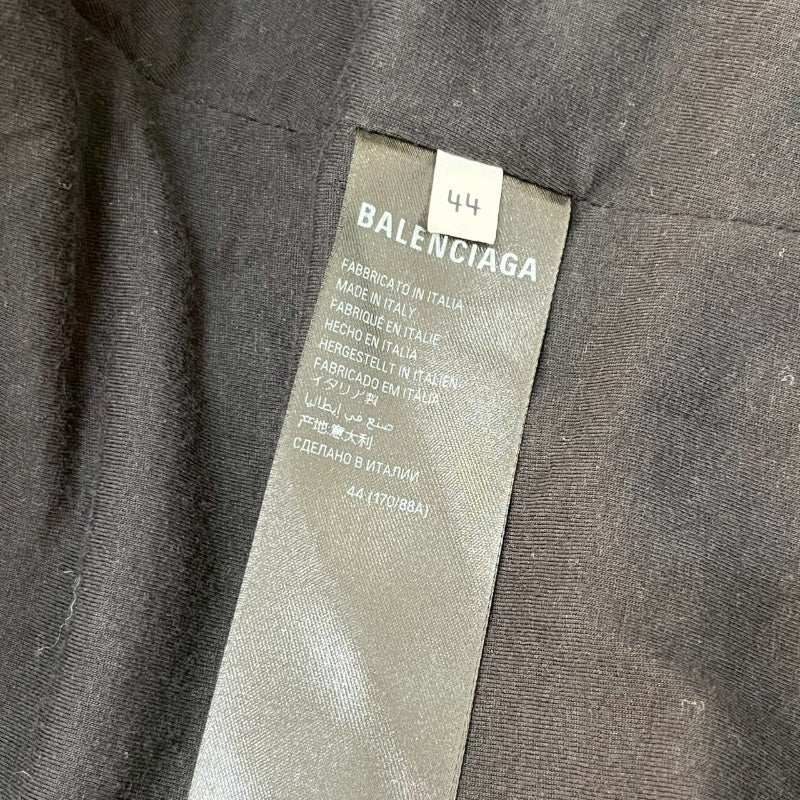 44
BALENCIAGA
FABBRICATO IN ITALIA
MADE IN ITALY
FABRIQUÉ EN ITALIE
HECHO EN ITALIA
HERGESTELLT IN ITALIEN
FABRICADO EM ITÁLIA
イタリア製
صنع في إيطاليا
产地:意大利
СДЕЛАНО В ИТАЛИИ
44 (170/88A)